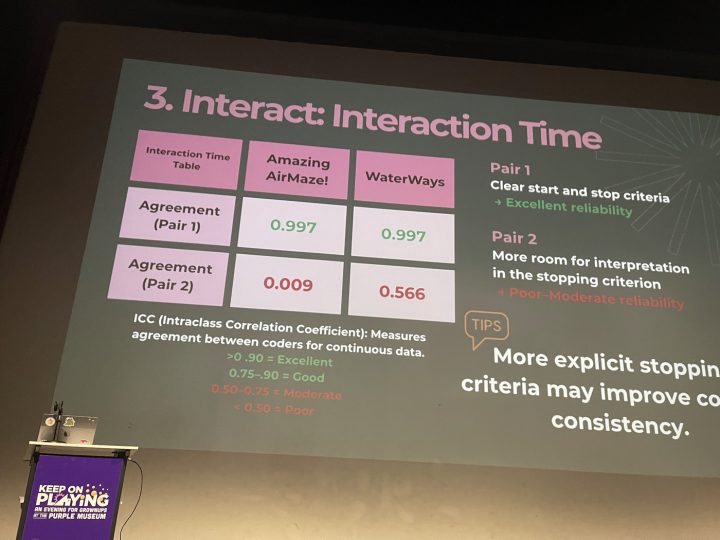 3. Interact: Interaction Time
Interaction Time
Table
Amazing
AirMaze!
WaterWays
Agreement
(Pair 1)
0.997
0.997
Agreement
(Pair 2)
0.009
0.566
ICC (Intraclass Correlation Coefficient): Measures
agreement between coders for continuous data.
>0 .90 = Excellent
0.75-.90 = Good
0.50-0.75 = Moderate
< 0.50 = Poor
Pair 1
Clear start and stop criteria
→ Excellent reliability
Pair 2
More room for interpretation
in the stopping criterion
→ Poor-Moderate reliability
TIPS
More explicit stoppin
criteria may improve co
consistency.
KEEP ON
PLAYING
AN EVENING FOR GROWNUPS
AT THE PURPLE MUSEUM